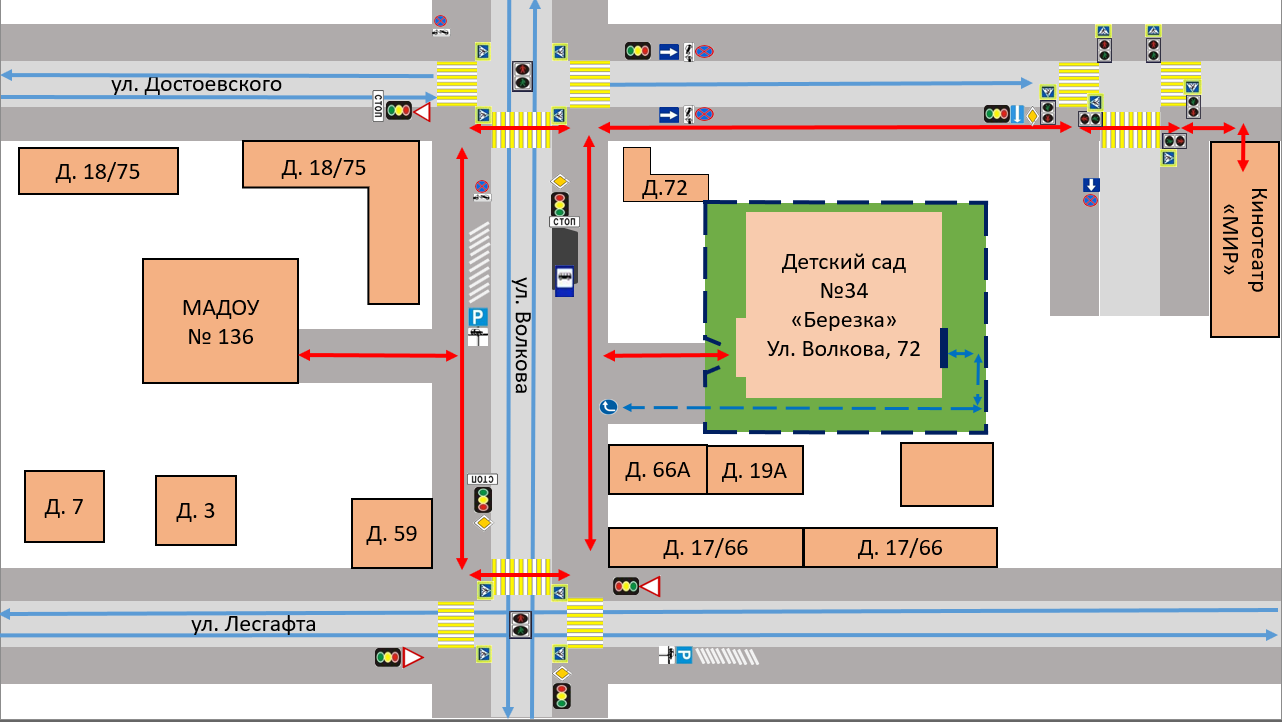 ул. Достоевского
СТОП
Д. 18/75
Д. 18/75
Д.72
СТОП
Кинотеатр
«МИР»
МАДОУ
№ 136
Р
ул. Волкова
Детский сад
№34
«Березка»
Ул. Волкова, 72
СТОП
Д. 66А
Д. 19А
Д. 7
Д. 3
Д. 59
Д. 17/66
Д. 17/66
ул. Лесгафта
Р